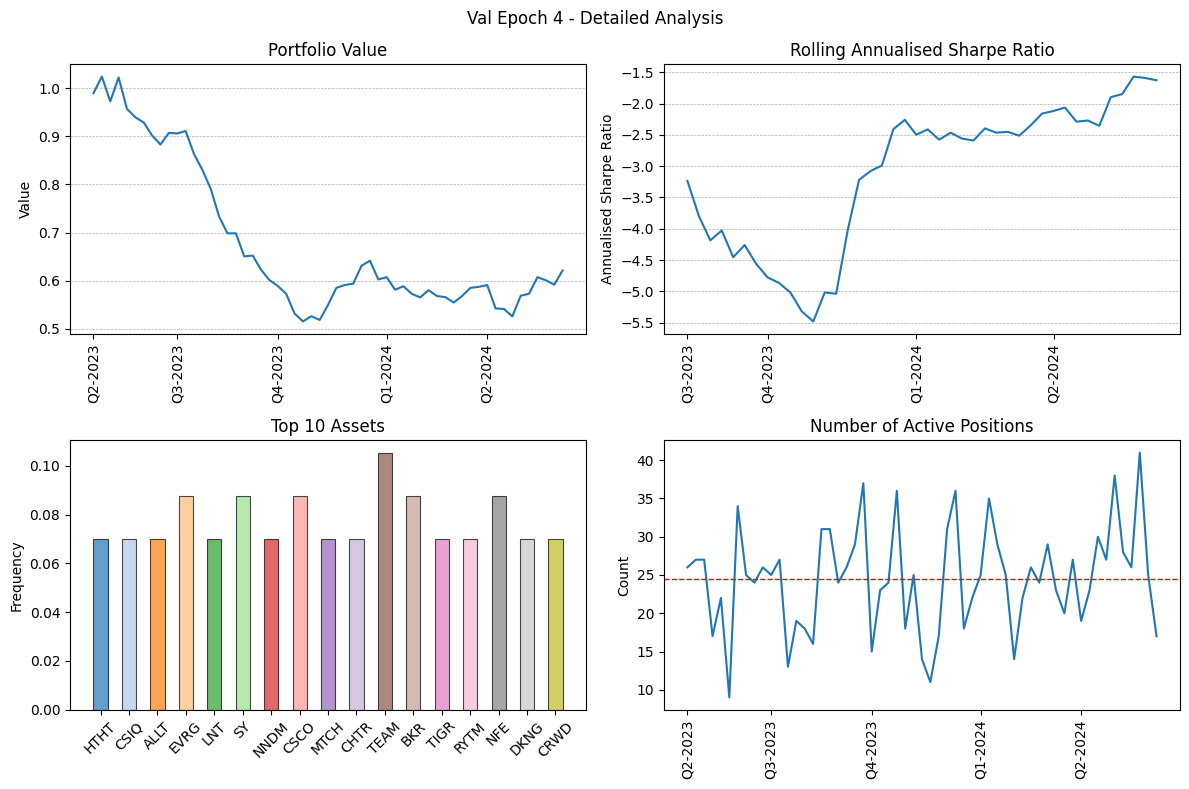 Val Epoch 4 - Detailed Analysis
Portfolio Value
Value
1.0
0.9
0.8
0.7
0.6
0.5
Q2-2023
Q3-2023
Q4-2023
Q1-2024
Q2-2024
Rolling Annualised Sharpe Ratio
Annualised Sharpe Ratio
−1.5
−2.0
−2.5
−3.0
−3.5
−4.0
−4.5
−5.0
−5.5
Q3-2023
Q4-2023
Q1-2024
Q2-2024
Top 10 Assets
Frequency
0.10
0.08
0.06
0.04
0.02
0.00
HTHT
CSIQ
ALLT
EVRG
LNT
SY
NNDM
CSCO
MTCH
CHTR
TEAM
BKR
TIGR
RYTM
NFE
DKNG
CRWD
Number of Active Positions
Count
40
35
30
25
20
15
10
Q2-2023
Q3-2023
Q4-2023
Q1-2024
Q2-2024